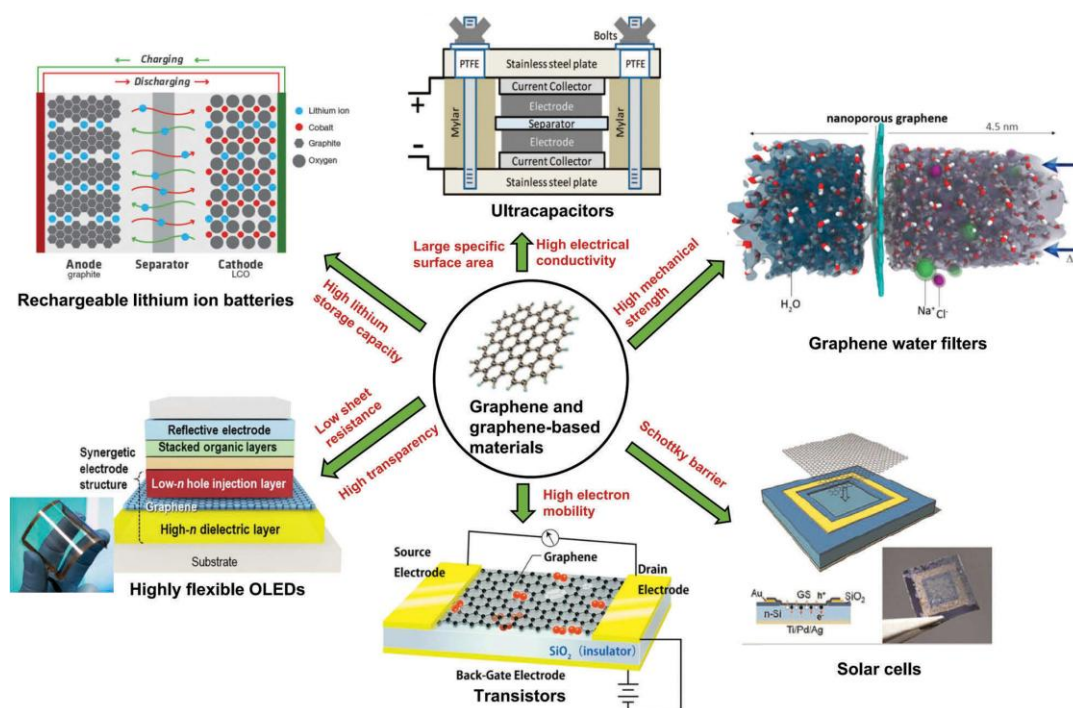 Charging
Discharging
Lithium ion
Cobalt
Graphite
Oxygen
Anode
graphite
Separator
Cathode
LCO
Rechargeable lithium ion batteries
Bolts
PTFE
Stainless steel plate
PTFE
Current Collector
Electrode
Separator
Electrode
Current Collector
Mylar
Mylar
+
-
Stainless steel plate
Ultracapacitors
nanoporous graphene
4.5 nm
H₂O
Na⁺
Cl⁻
Δ
Graphene water filters
Large specific
surface area
High electrical
conductivity
High lithium
storage capacity
High mechanical
strength
Graphene and
graphene-based
materials
Low sheet
resistance
High transparency
High electron
mobility
Schottky barrier
Reflective electrode
Stacked organic layers
Synergetic
electrode
structure
Low-n hole injection layer
Graphene
High-n dielectric layer
Substrate
Highly flexible OLEDs
Source
Electrode
Graphene
Drain
Electrode
SiO₂ (insulator)
Back-Gate Electrode
Transistors
Au
GS
h⁺
SiO₂
n-Si
e
Ti/Pd/Ag
Solar cells